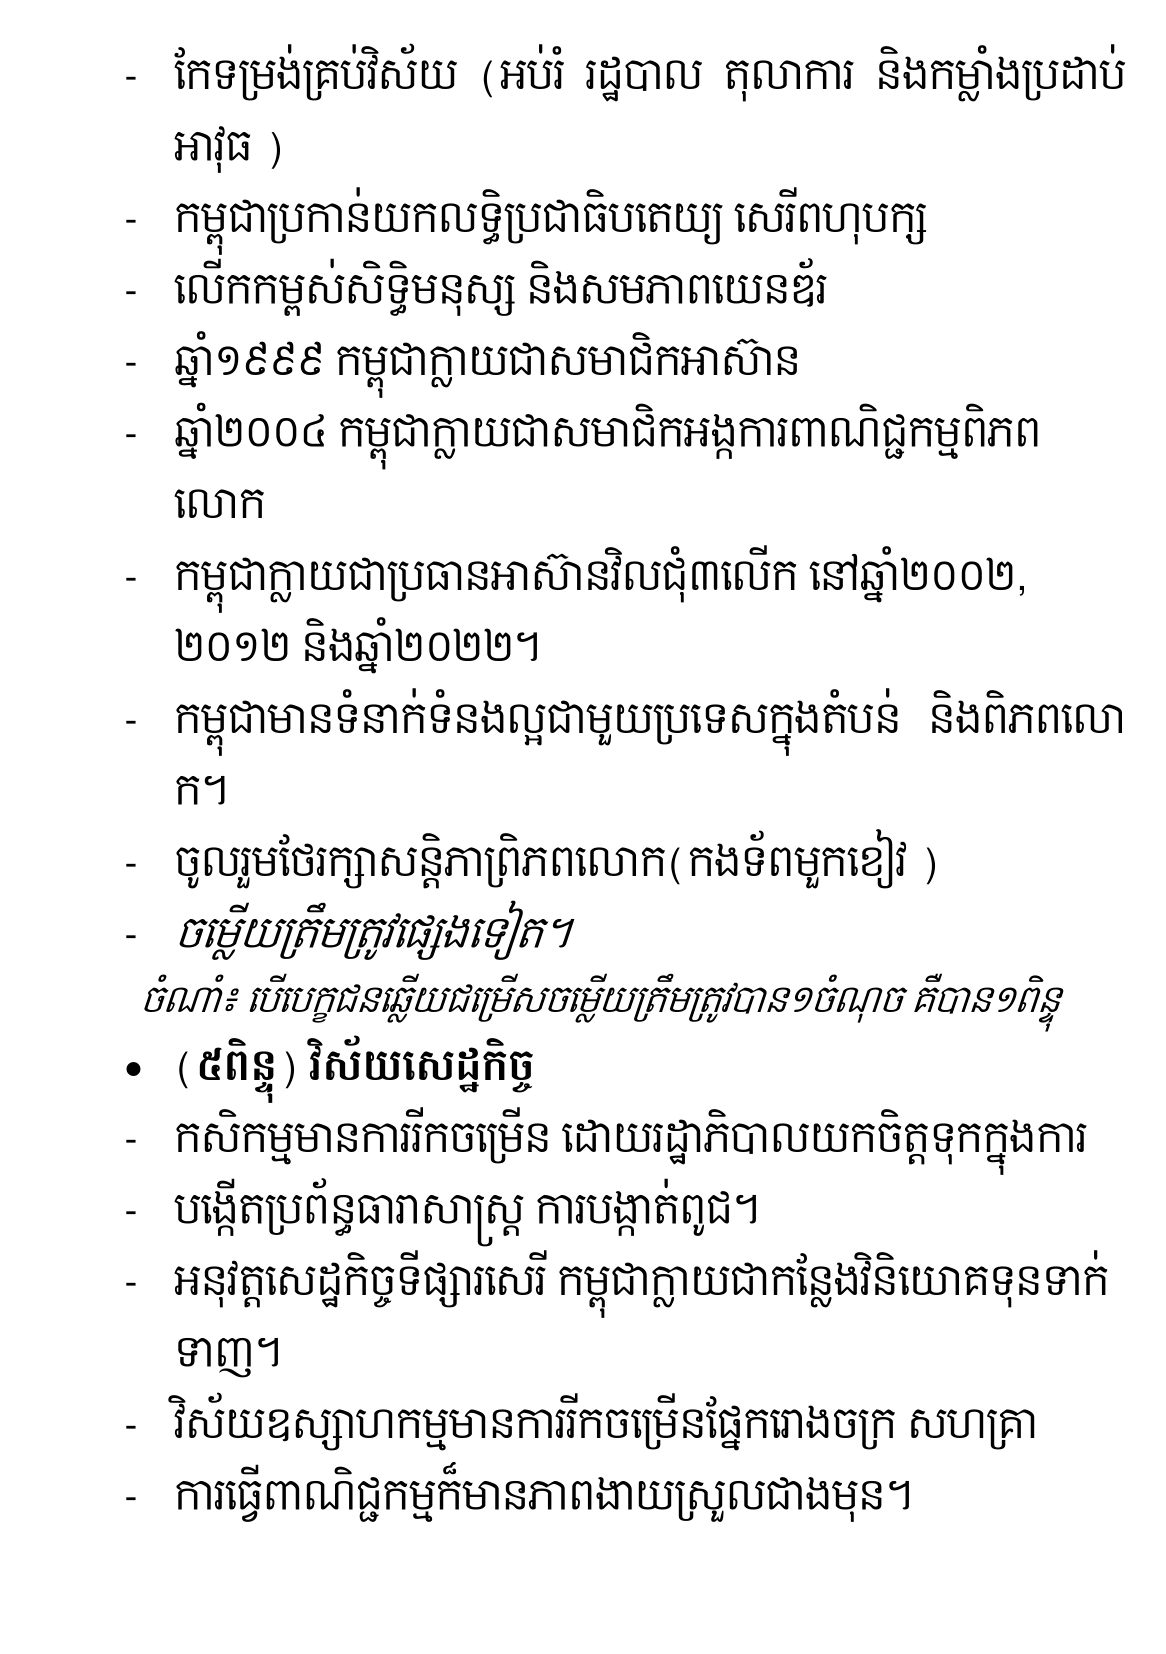 - កែទម្រង់គ្រប់វិស័យ (អប់រំ រដ្ឋបាល តុលាការ និងកម្លាំងប្រដាប់
អាវុធ )
- កម្ពុជាប្រកាន់យកលទ្ធិប្រជាធិបតេយ្យ សេរីពហុបក្ស
- លើកកម្ពស់សិទ្ធិមនុស្ស និងសមភាពយេនឌ័រ
- ឆ្នាំ១៩៩៩ កម្ពុជាក្លាយជាសមាជិកអាស៊ាន
- ឆ្នាំ២០០៤ កម្ពុជាក្លាយជាសមាជិកអង្កការពាណិជ្ជកម្មពិភព
លោក
- កម្ពុជាក្លាយជាប្រធានអាស៊ានវិលជុំ៣លើក នៅឆ្នាំ២០០២,
២០១២ និងឆ្នាំ២០២២។
- កម្ពុជាមានទំនាក់ទំនងល្អជាមួយប្រទេសក្នុងតំបន់ និងពិភពលោ
ក។
- ចូលរួមថែរក្សាសន្តិភាព្រិភពលោក(កងទ័ពមួកខៀវ )
- ចម្លើយត្រឹមត្រូវផ្សេងទៀត។
ចំណាំ៖ បើបេក្ខជនឆ្លើយជម្រើសចម្លើយត្រឹមត្រូវបាន១ចំណុច គឺបាន១ពិន្ទុ
• (៥ពិន្ទុ) វិស័យសេដ្ឋកិច្ច
- កសិកម្មមានការរីកចម្រើន ដោយរដ្ឋាភិបាលយកចិត្តទុកក្នុងការ
- បង្កើតប្រព័ន្ធធារាសាស្ត្រ ការបង្កាត់ពូជ។
- អនុវត្តសេដ្ឋកិច្ចទីផ្សារសេរី កម្ពុជាក្លាយជាកន្លែងវិនិយោគទុនទាក់
ទាញ។
- វិស័យឧស្សាហកម្មមានការរីកចម្រើនផ្នែករោងចក្រ សហគ្រា
- ការធ្វើពាណិជ្ជកម្មក៏មានភាពងាយស្រួលជាងមុន។